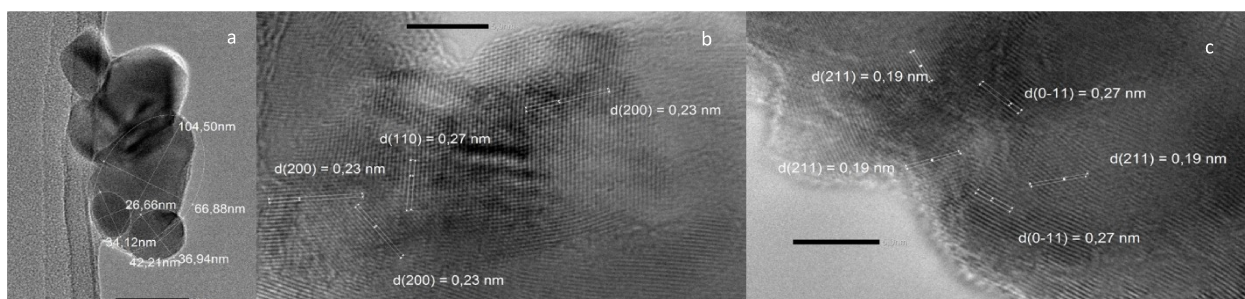 a
104,50nm
26,66nm
66,88nm
34,12nm
42,21nm
36,94nm
b
d(200) = 0,23 nm
d(110) = 0,27 nm
d(200) = 0,23 nm
d(200) = 0,23 nm
c
d(211) = 0,19 nm
d(0-11) = 0,27 nm
d(211) = 0,19 nm
d(211) = 0,19 nm
d(0-11) = 0,27 nm